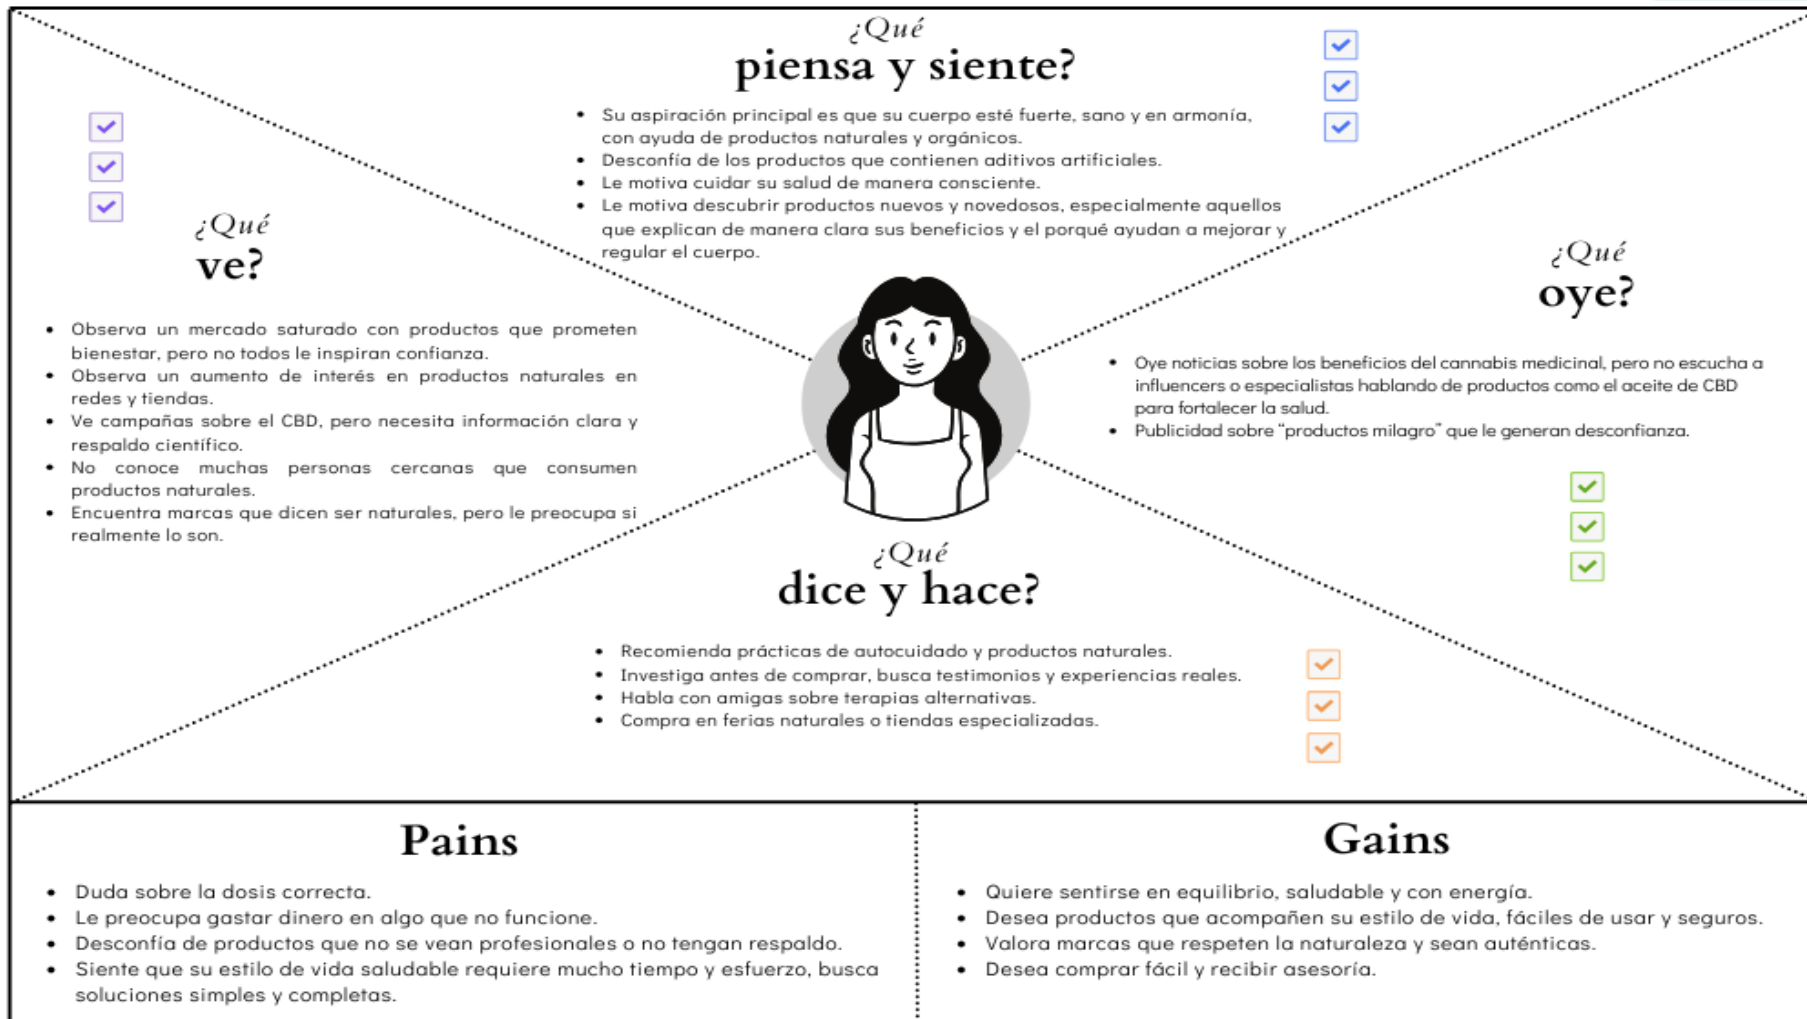 ¿Qué
piensa y siente?
• Su aspiración principal es que su cuerpo esté fuerte, sano y en armonía,
con ayuda de productos naturales y orgánicos.
• Desconfía de los productos que contienen aditivos artificiales.
• Le motiva cuidar su salud de manera consciente.
• Le motiva descubrir productos nuevos y novedosos, especialmente aquellos
que explican de manera clara sus beneficios y el porqué ayudan a mejorar y
regular el cuerpo.
¿Qué
ve?
• Observa un mercado saturado con productos que prometen
bienestar, pero no todos le inspiran confianza.
• Observa un aumento de interés en productos naturales en
redes y tiendas.
• Ve campañas sobre el CBD, pero necesita información clara y
respaldo científico.
• No conoce muchas personas cercanas que consumen
productos naturales.
• Encuentra marcas que dicen ser naturales, pero le preocupa si
realmente lo son.
¿Qué
oye?
• Oye noticias sobre los beneficios del cannabis medicinal, pero no escucha a
influencers o especialistas hablando de productos como el aceite de CBD
para fortalecer la salud.
• Publicidad sobre “productos milagro” que le generan desconfianza.
¿Qué
dice y hace?
• Recomienda prácticas de autocuidado y productos naturales.
• Investiga antes de comprar, busca testimonios y experiencias reales.
• Habla con amigas sobre terapias alternativas.
• Compra en ferias naturales o tiendas especializadas.
Pains
• Duda sobre la dosis correcta.
• Le preocupa gastar dinero en algo que no funcione.
• Desconfía de productos que no se vean profesionales o no tengan respaldo.
• Siente que su estilo de vida saludable requiere mucho tiempo y esfuerzo, busca
soluciones simples y completas.
Gains
• Quiere sentirse en equilibrio, saludable y con energía.
• Desea productos que acompañen su estilo de vida, fáciles de usar y seguros.
• Valora marcas que respeten la naturaleza y sean auténticas.
• Desea comprar fácil y recibir asesoría.